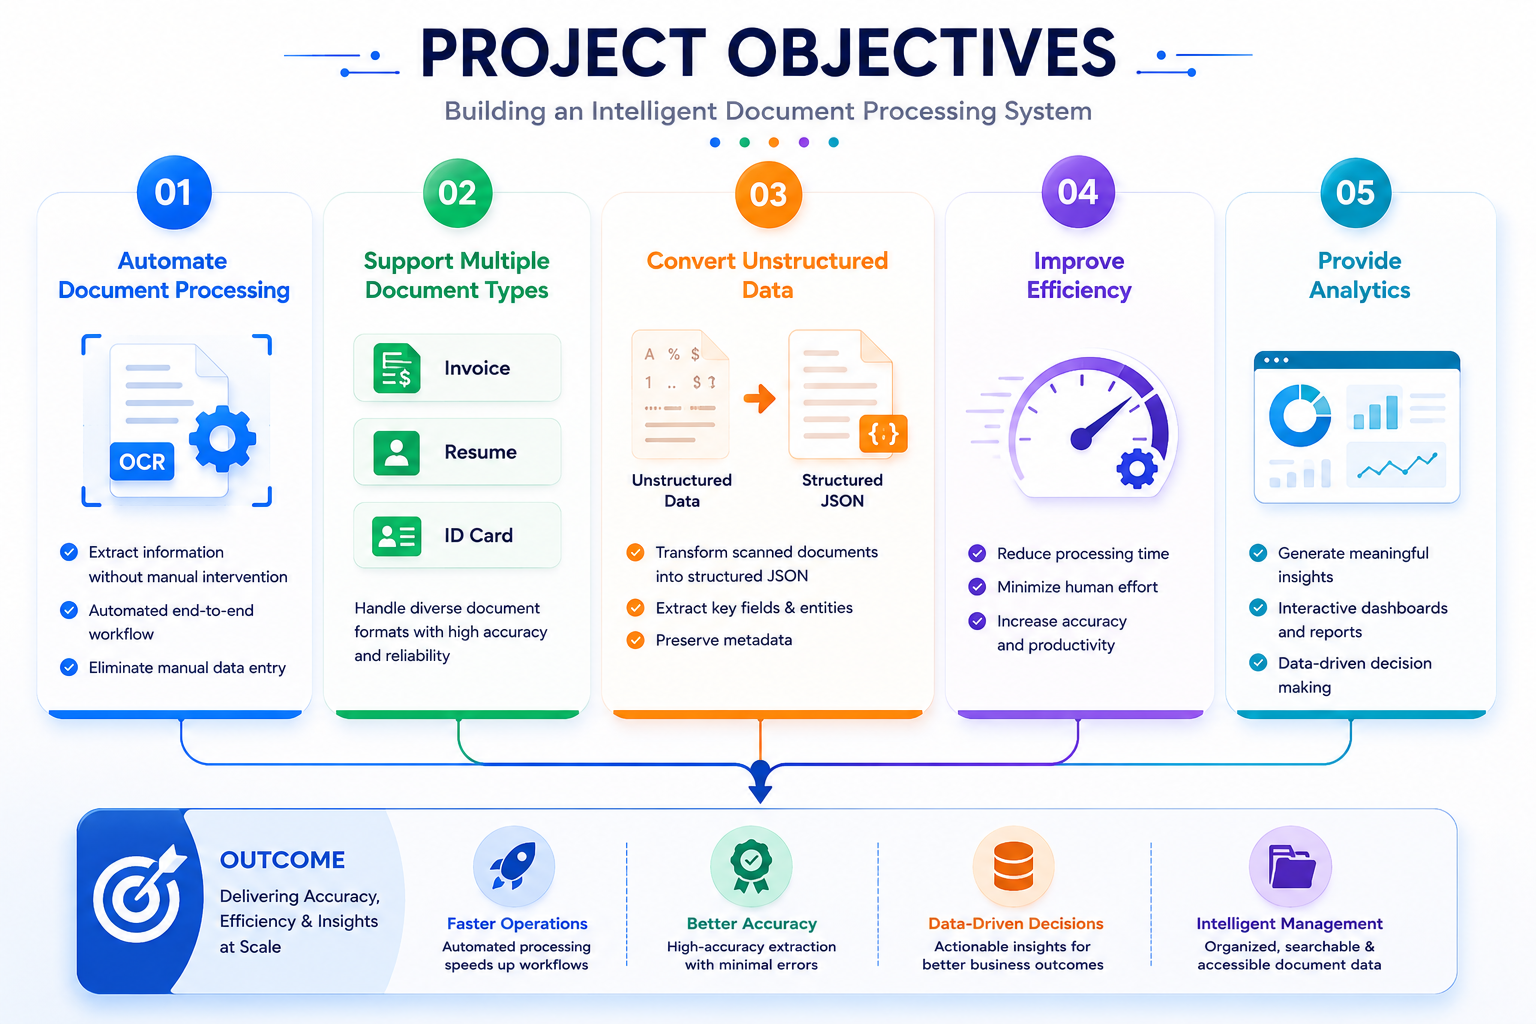 PROJECT OBJECTIVES
Building an Intelligent Document Processing System
01
Automate
Document Processing
OCR
Extract information
without manual intervention
Automated end-to-end
workflow
Eliminate manual data entry
02
Support Multiple
Document Types
$
Invoice
Resume
ID Card
Handle diverse document
formats with high accuracy
and reliability
03
Convert Unstructured
Data
A % $
1 .. $ ?
{:}
Unstructured
Data
Structured
JSON
Transform scanned documents
into structured JSON
Extract key fields & entities
Preserve metadata
04
Improve
Efficiency
Reduce processing time
Minimize human effort
Increase accuracy
and productivity
05
Provide
Analytics
Generate meaningful
insights
Interactive dashboards
and reports
Data-driven decision
making
OUTCOME
Delivering Accuracy,
Efficiency & Insights
at Scale
Faster Operations
Automated processing
speeds up workflows
Better Accuracy
High-accuracy extraction
with minimal errors
Data-Driven Decisions
Actionable insights for
better business outcomes
Intelligent Management
Organized, searchable &
accessible document data